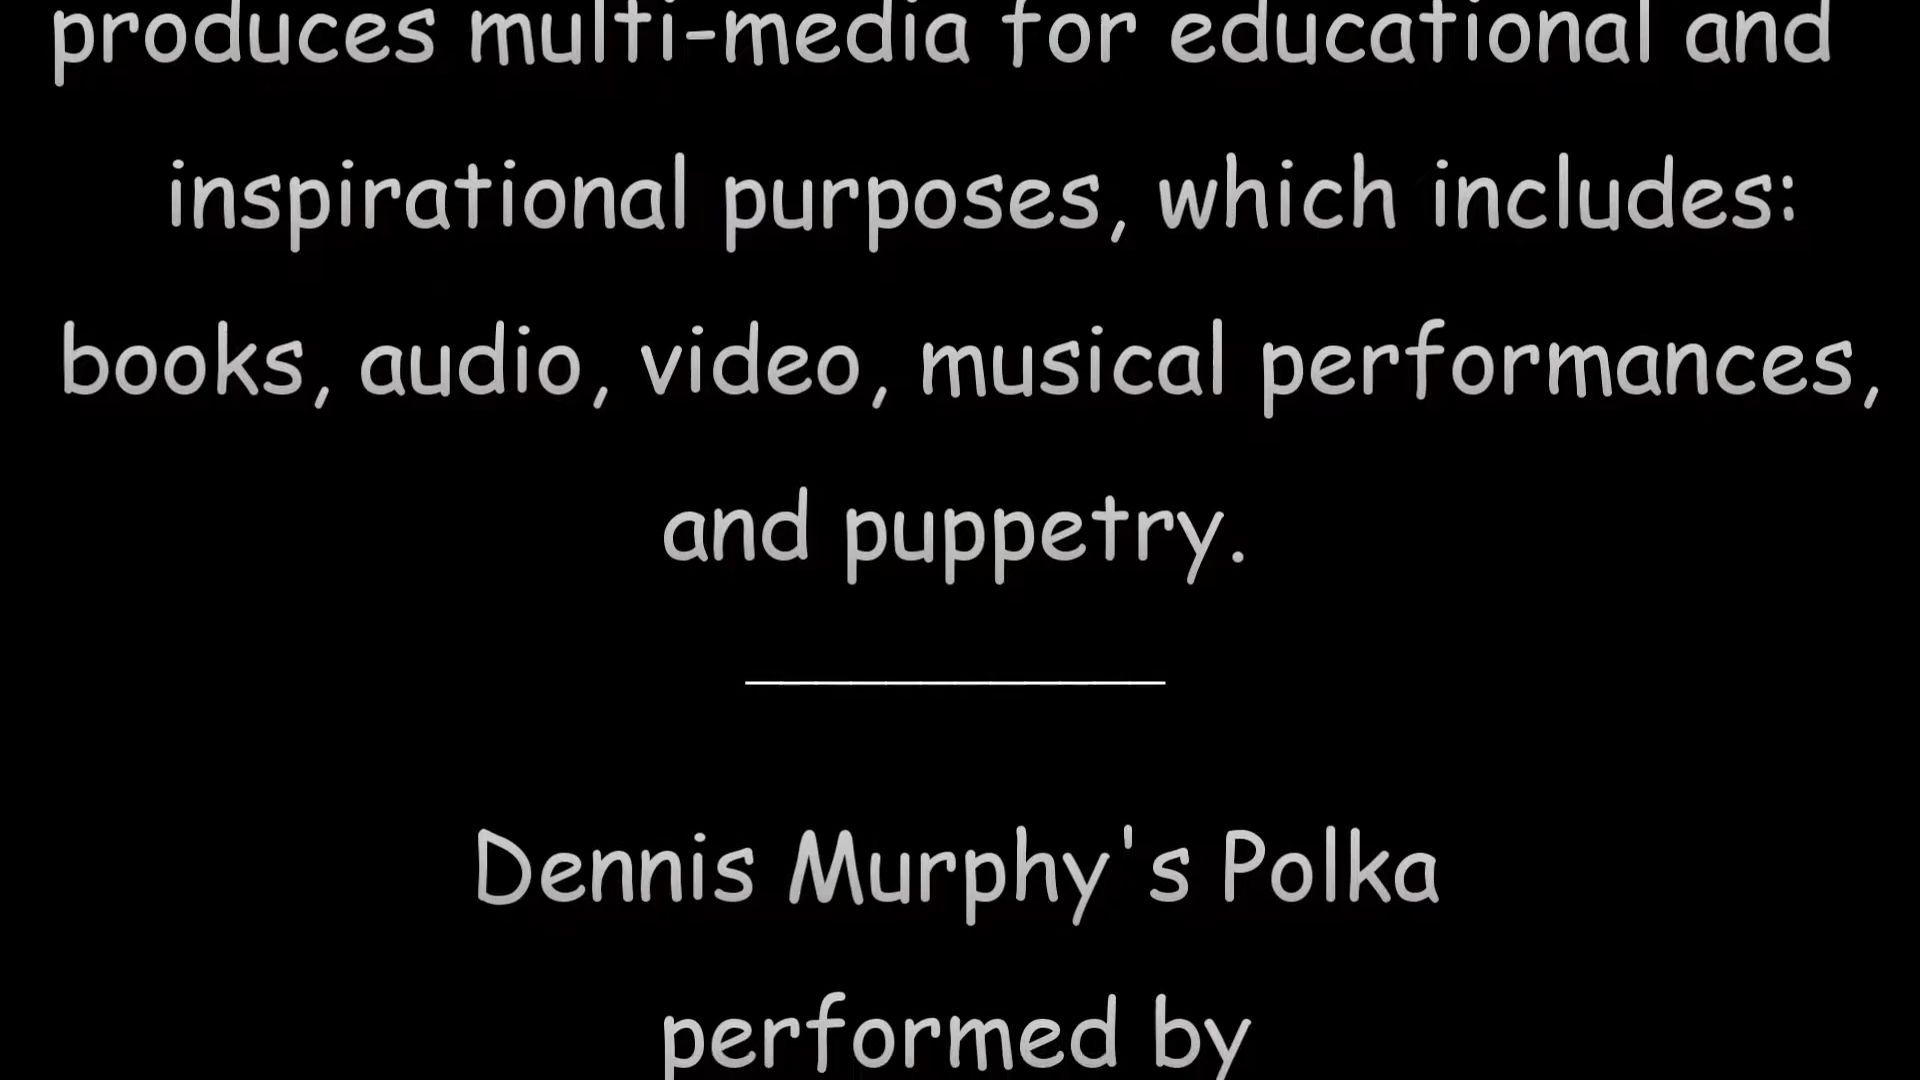 produces multi-media for educational and
inspirational purposes, which includes:
books, audio, video, musical performances,
and puppetry.
Dennis Murphy's Polka
performed by